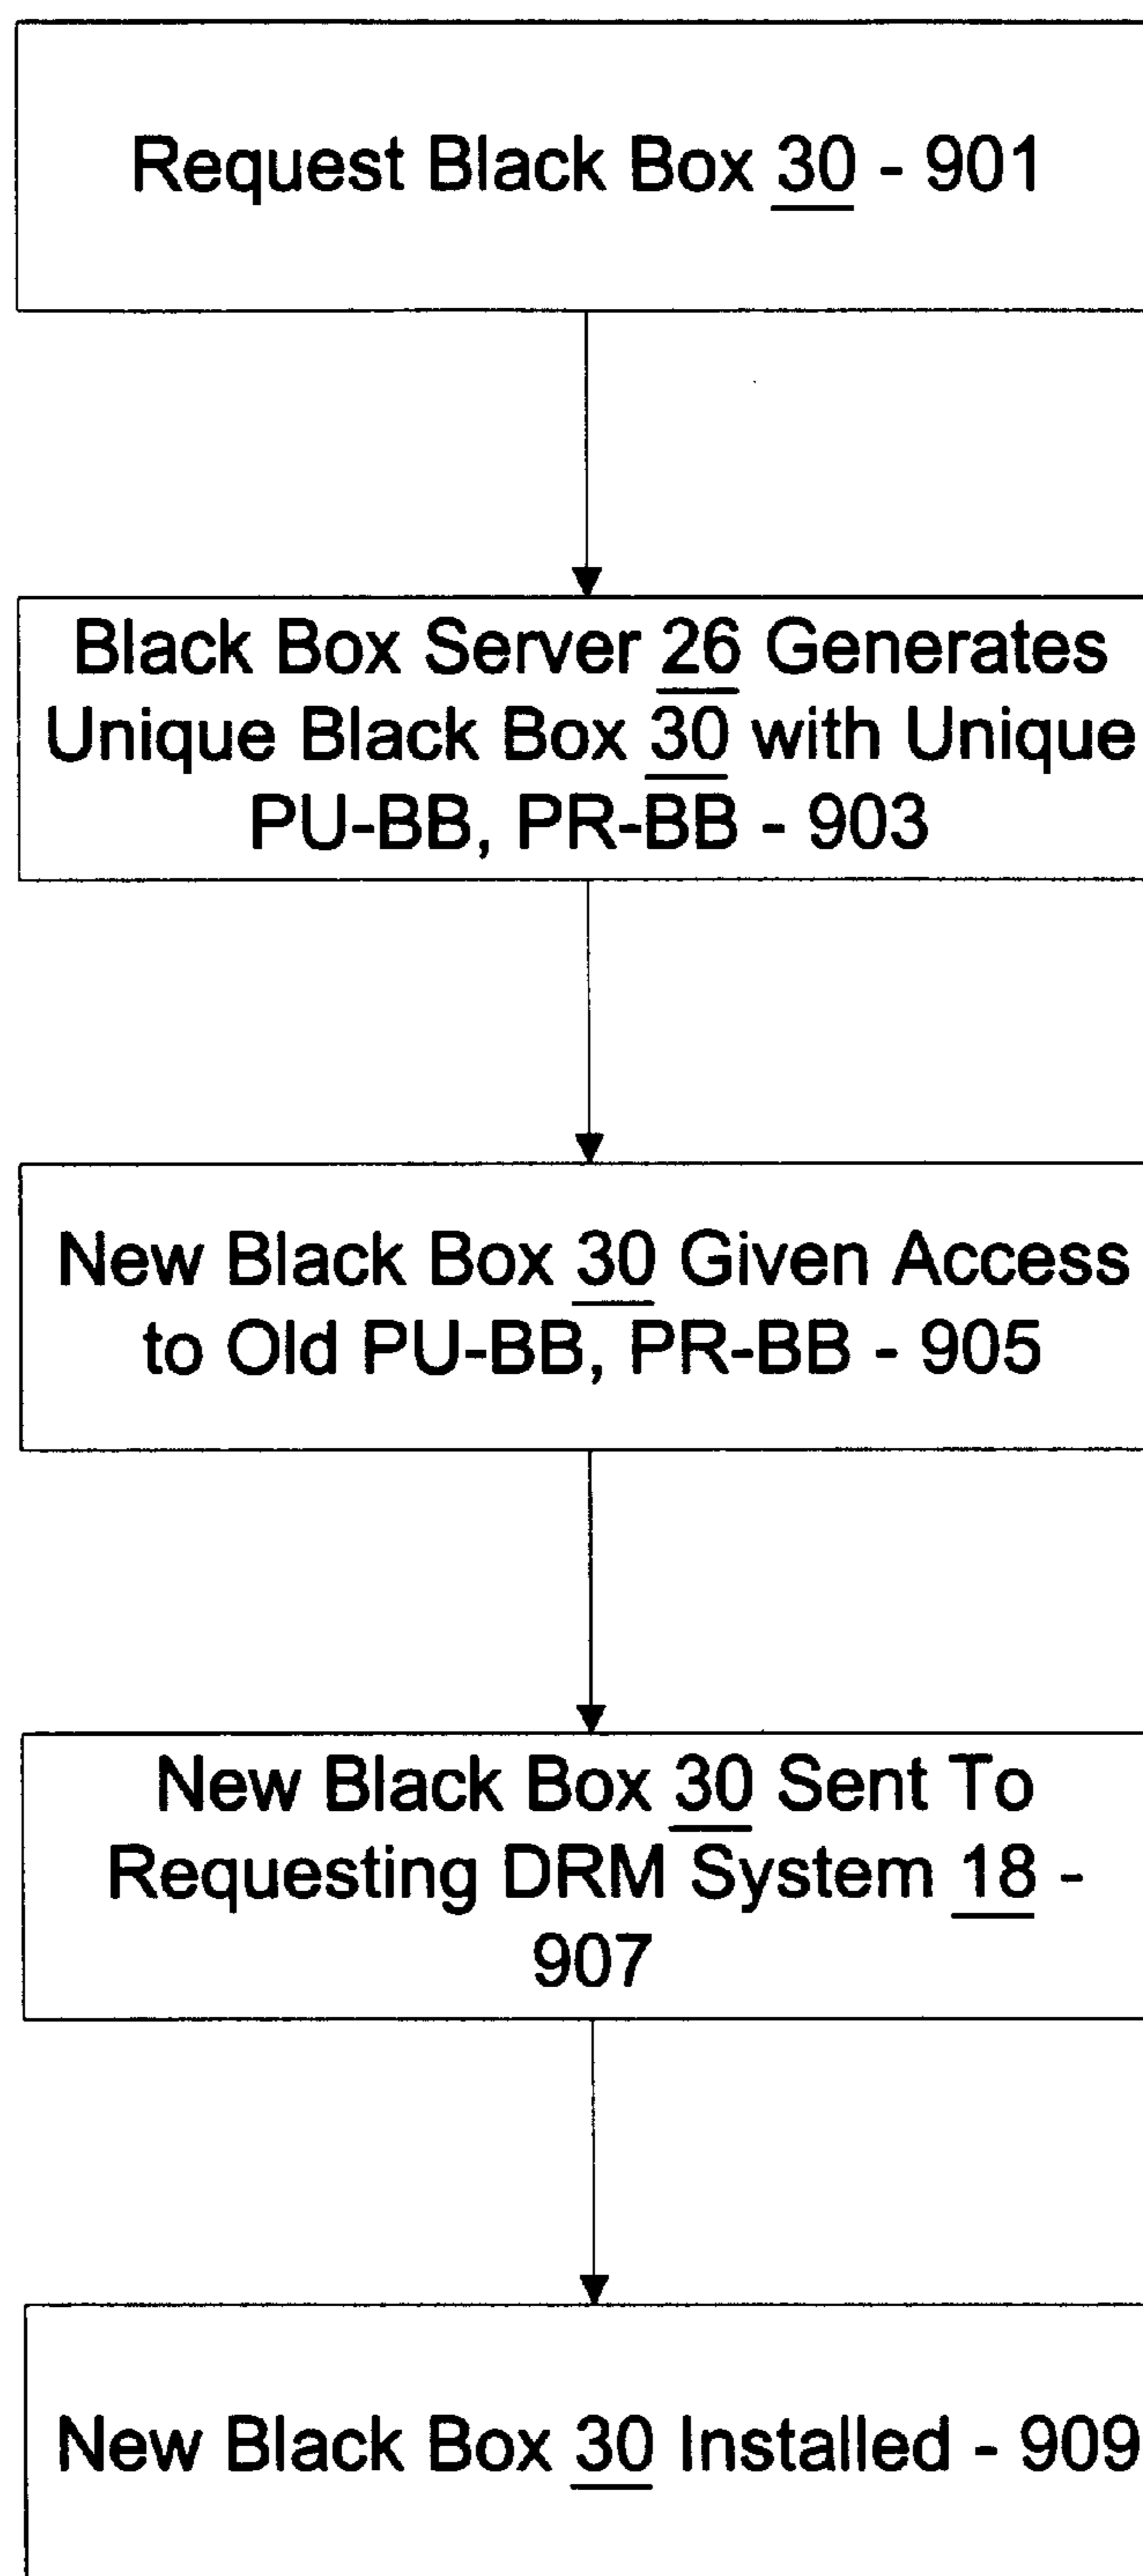 Request Black Box 30 - 901
Black Box Server 26 Generates
Unique Black Box 30 with Unique
PU-BB, PR-BB - 903
New Black Box 30 Given Access
to Old PU-BB, PR-BB - 905
New Black Box 30 Sent To
Requesting DRM System 18 -
907
New Black Box 30 Installed - 909